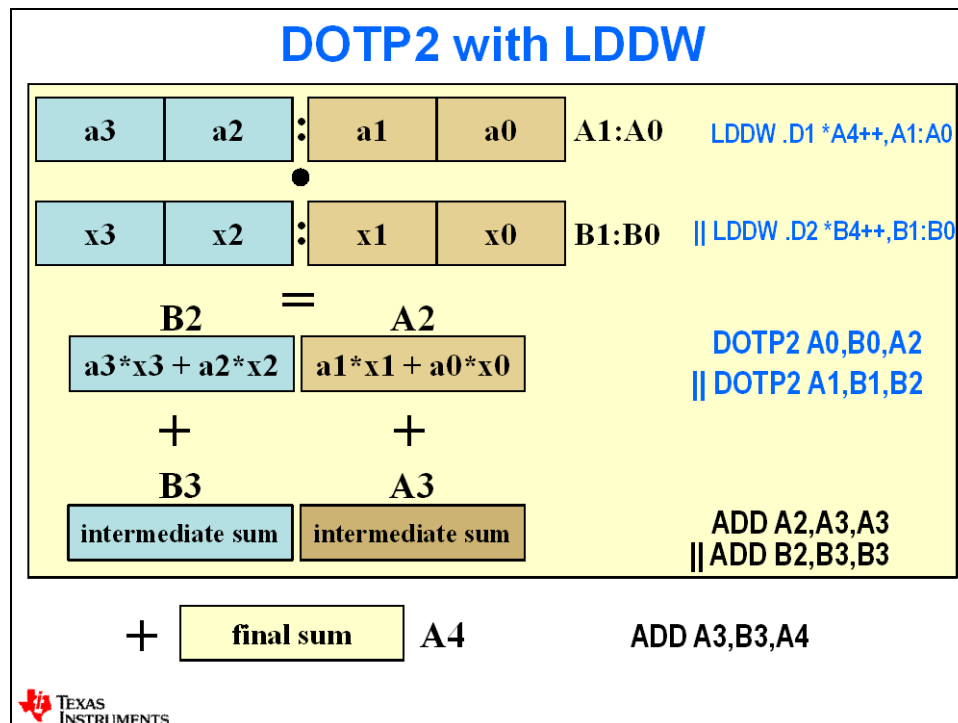 DOTP2 with LDDW
a3 a2 : a1 a0 A1:A0 LDDW .D1 *A4++,A1:A0
•
x3 x2 : x1 x0 B1:B0 || LDDW .D2 *B4++,B1:B0
=
B2 A2
a3*x3 + a2*x2 a1*x1 + a0*x0
DOTP2 A0,B0,A2
|| DOTP2 A1,B1,B2
+ +
B3 A3
intermediate sum intermediate sum
ADD A2,A3,A3
|| ADD B2,B3,B3
+ final sum A4 ADD A3,B3,A4
TEXAS
INSTRUMENTS